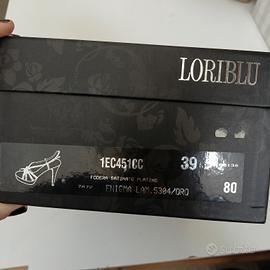 LORIBLU
1EC451CC
39
FODERA SATINATO PLATINO
80
ENIGMA LAM.5304/ORO